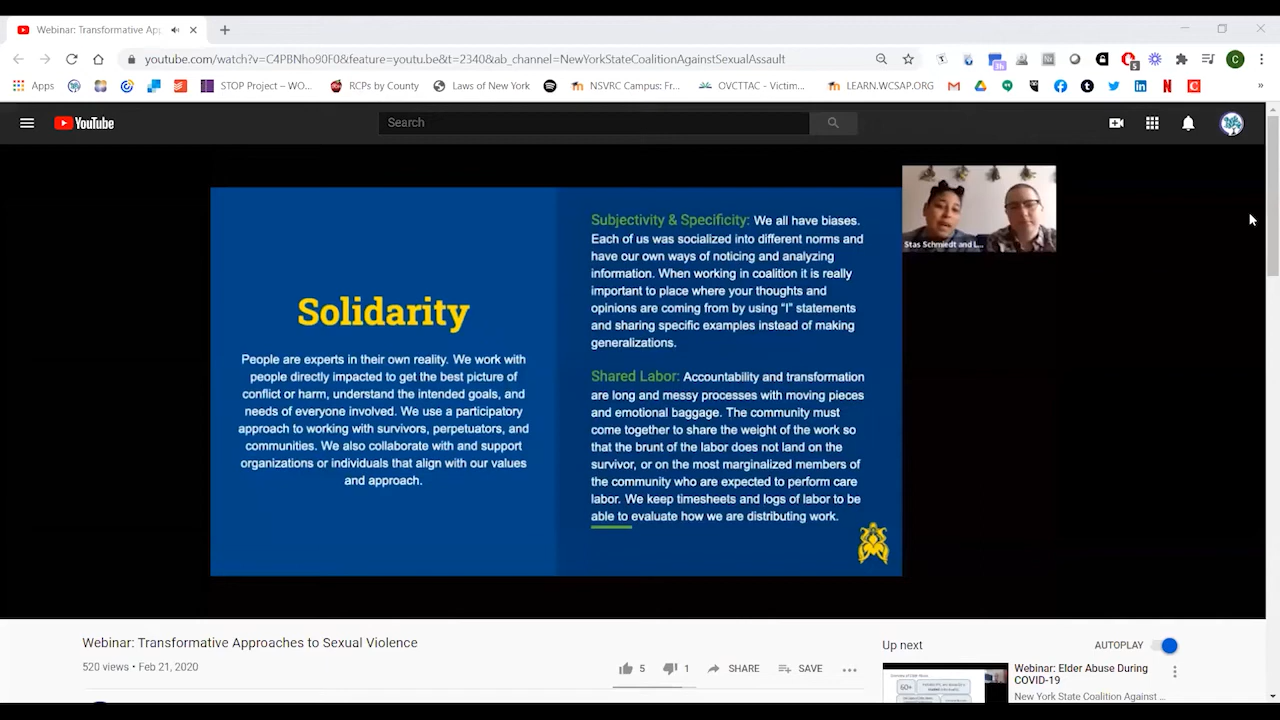 Webinar: Transformative App
youtube.com/watch?v=C4PBMlho90F0&feature=youtube&t=2340&ab_channel=NewYorkStateCoalitionAgainstSexualAssault
Apps
STOP Project – WO...
RCPs by County
Laws of New York
NSVRC Campus: Fr...
OVCTTAC - Victim...
LEARN.WCSAP.ORG
YouTube
Search
Stas Schmiedt and L...
Solidarity
People are experts in their own reality. We work with
people directly impacted to get the best picture of
conflict or harm, understand the intended goals, and
needs of everyone involved. We use a participatory
approach to working with survivors, perpetuators, and
communities. We also collaborate with and support
organizations or individuals that align with our values
and approach.
Subjectivity & Specificity: We all have biases.
Each of us was socialized into different norms and
have our own ways of noticing and analyzing
information. When working in coalition it is really
important to place where your thoughts and
opinions are coming from by using “I” statements
and sharing specific examples instead of making
generalizations.
Shared Labor: Accountability and transformation
are long and messy processes with moving pieces
and emotional baggage. The community must
come together to share the weight of the work so
that the brunt of the labor does not land on the
survivor, or on the most marginalized members of
the community who are expected to perform care
labor. We keep timesheets and logs of labor to be
able to evaluate how we are distributing work.
Webinar: Transformative Approaches to Sexual Violence
520 views • Feb 21, 2020
5
1
SHARE
SAVE
Up next
AUTOPLAY
60+
Webinar: Elder Abuse During
COVID-19
New York State Coalition Against ...